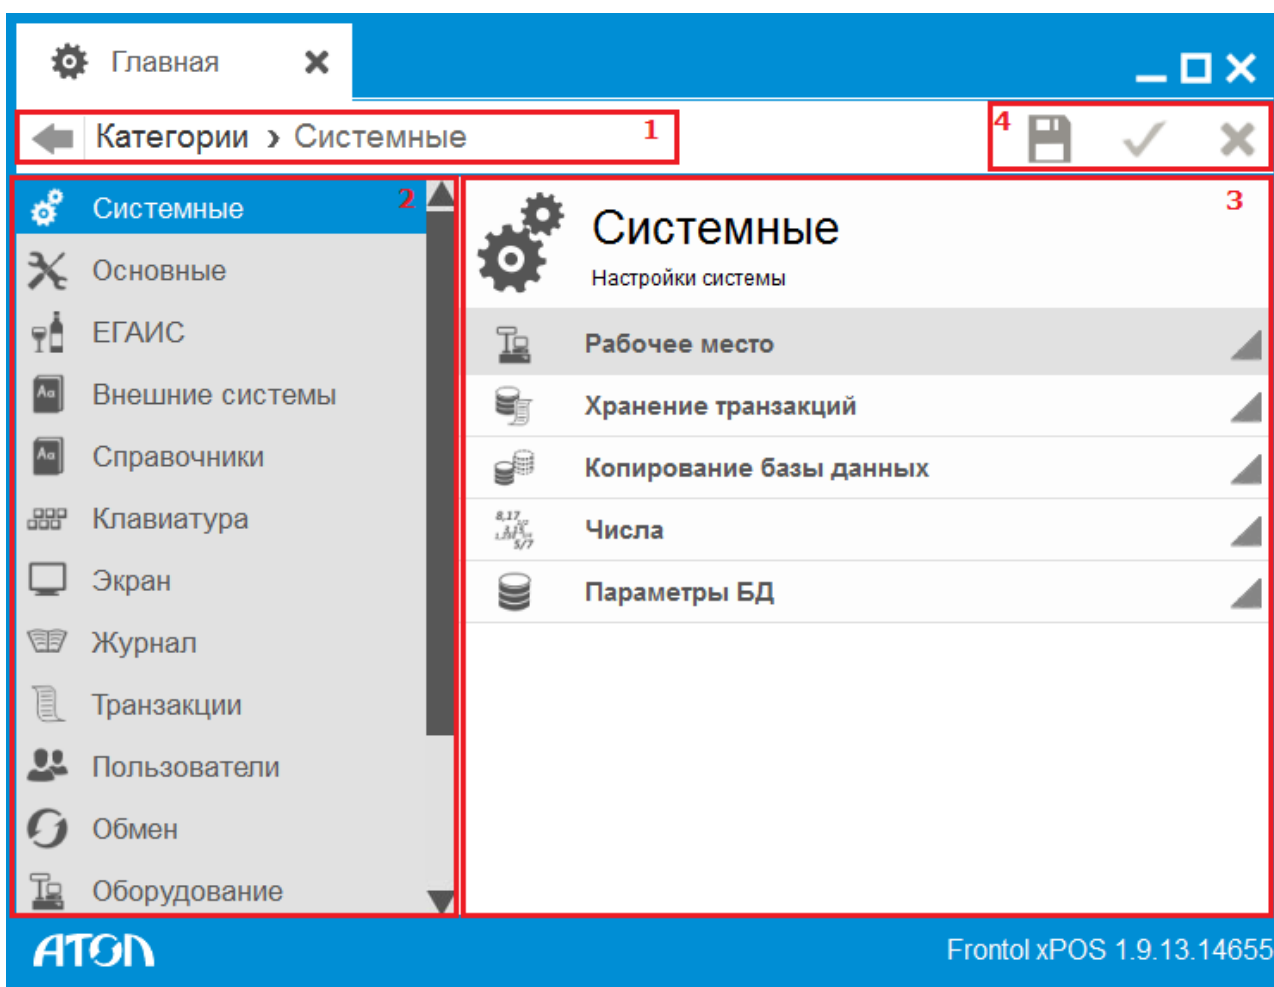 Главная
Категории › Системные
1
4
Системные
2
Основные
ЕГАИС
Внешние системы
Справочники
Клавиатура
Экран
Журнал
Транзакции
Пользователи
Обмен
Оборудование
3
Системные
Настройки системы
Рабочее место
Хранение транзакций
Копирование базы данных
Числа
Параметры БД
АТОЛ
Frontol xPOS 1.9.13.14655